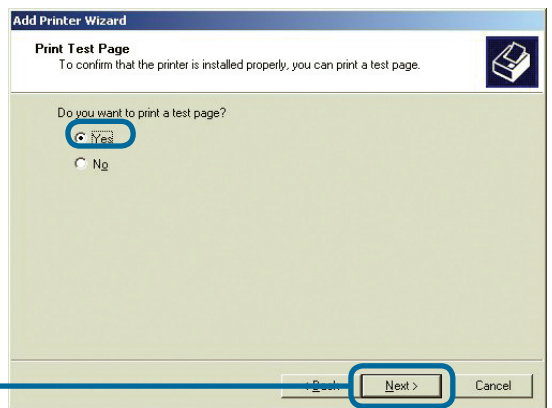 Add Printer Wizard
Print Test Page
To confirm that the printer is installed properly, you can print a test page.
Do you want to print a test page?
Yes
No
< Back Next > Cancel